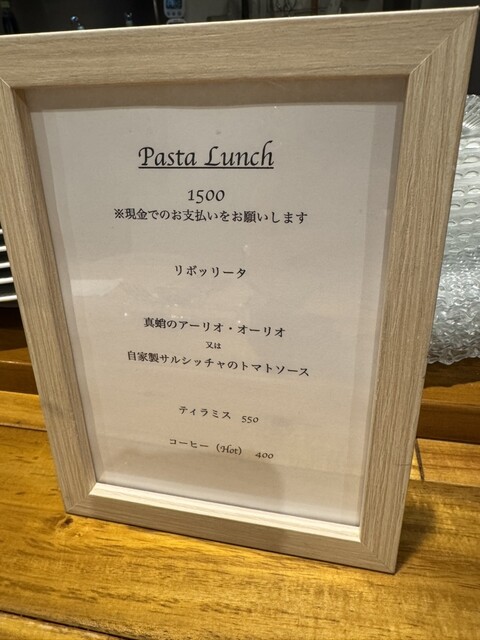 Pasta Lunch
1500
※現金でのお支払いをお願いします
リボッリータ
真蛸のアーリオ・オーリオ
又は
自家製サルシッチャのトマトソース
ティラミス 550
コーヒー（Hot） 400